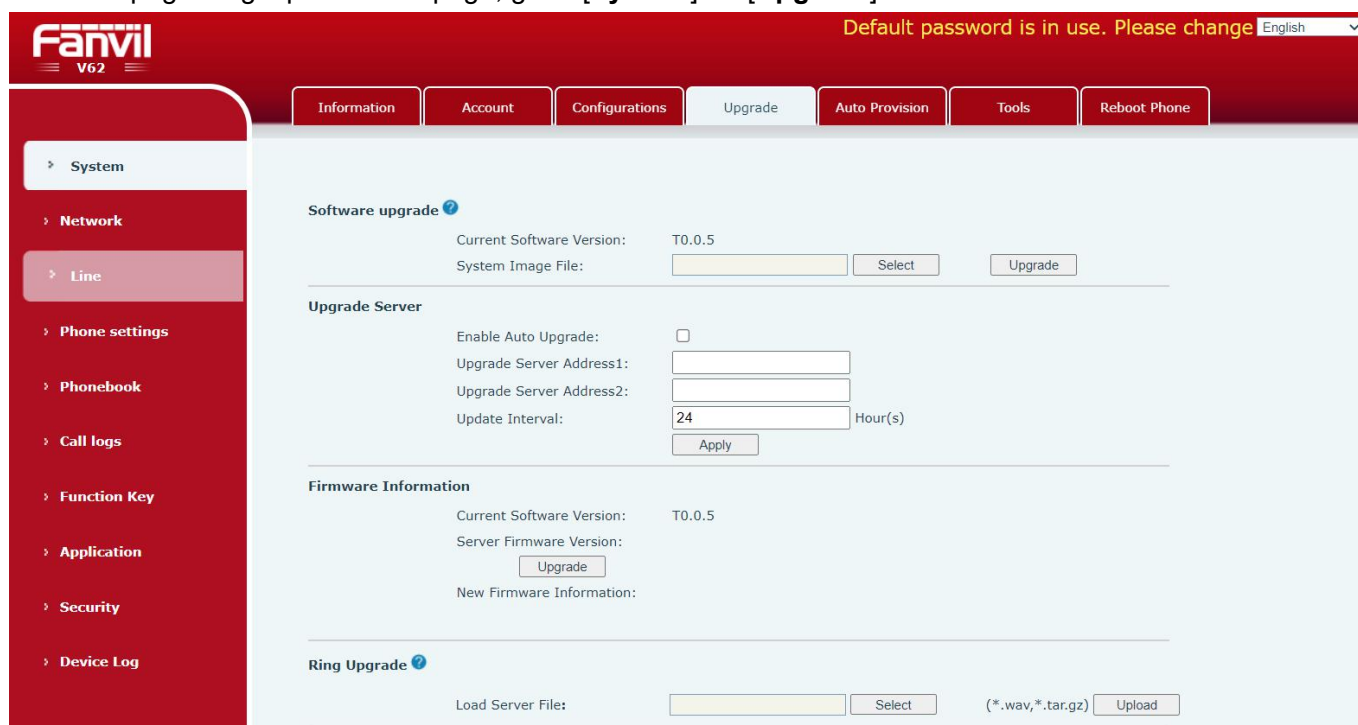 Default password is in use. Please change English
Fanvil
V62
Information Account Configurations Upgrade Auto Provision Tools Reboot Phone
System
Network
Line
Phone settings
Phonebook
Call logs
Function Key
Application
Security
Device Log
Software upgrade ?
Current Software Version: T0.0.5
System Image File: Select Upgrade
Upgrade Server
Enable Auto Upgrade:
Upgrade Server Address1:
Upgrade Server Address2:
Update Interval: 24 Hour(s)
Apply
Firmware Information
Current Software Version: T0.0.5
Server Firmware Version:
Upgrade
New Firmware Information:
Ring Upgrade ?
Load Server File: Select (*.wav,*.tar.gz) Upload